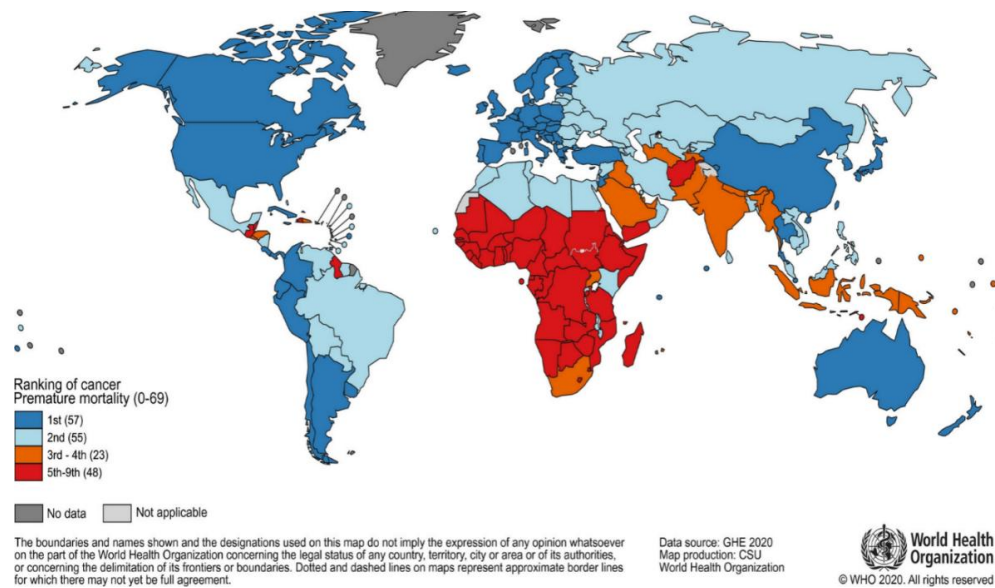 Ranking of cancer
Premature mortality (0-69)
1st (57)
2nd (55)
3rd - 4th (23)
5th-9th (48)
No data
Not applicable
The boundaries and names shown and the designations used on this map do not imply the expression of any opinion whatsoever
on the part of the World Health Organization concerning the legal status of any country, territory, city or area or of its authorities,
or concerning the delimitation of its frontiers or boundaries. Dotted and dashed lines on maps represent approximate border lines
for which there may not yet be full agreement.
Data source: GHE 2020
Map production: CSU
World Health Organization
World Health
Organization
© WHO 2020. All rights reserved